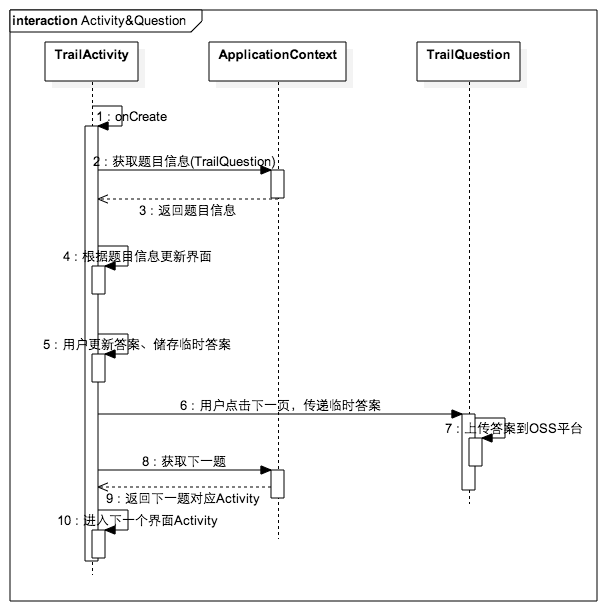 interaction Activity&Question
TrailActivity
ApplicationContext
TrailQuestion
1 : onCreate
2 : 获取题目信息(TrailQuestion)
3 : 返回题目信息
4 : 根据题目信息更新界面
5 : 用户更新答案、储存临时答案
6 : 用户点击下一页，传递临时答案
7 : 上传答案到OSS平台
8 : 获取下一题
9 : 返回下一题对应Activity
10 : 进入下一个界面Activity